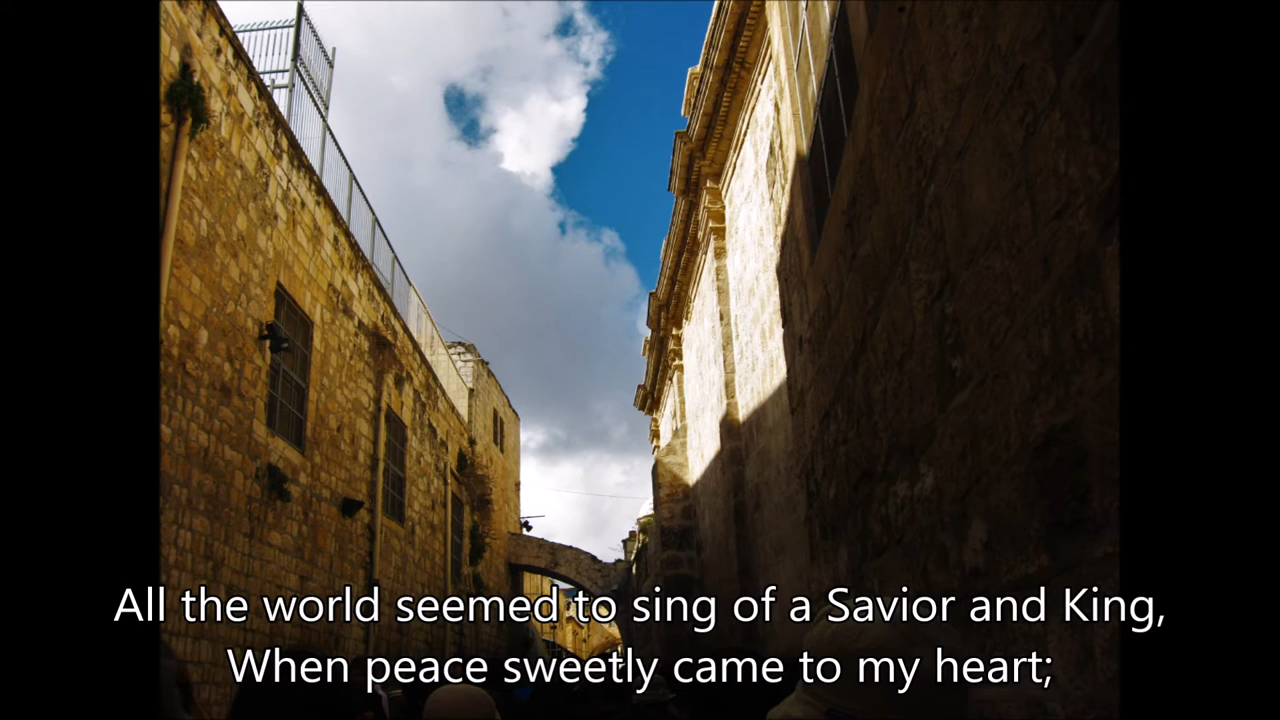 All the world seemed to sing of a Savior and King,
When peace sweetly came to my heart;